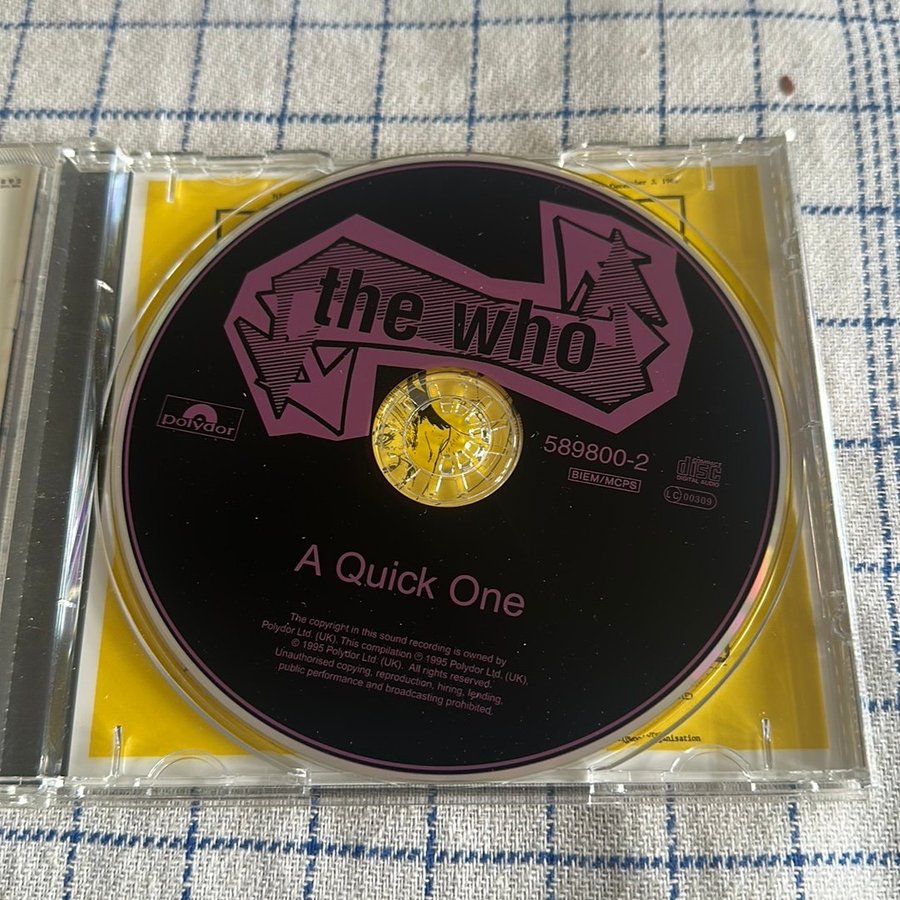 the who
polydor
589800-2
BIEM/MCPS
COMPACT
disc
DIGITAL AUDIO
LC 00309
A Quick One
The copyright in this sound recording is owned by
Polydor Ltd. (UK). This compilation ℗ 1995 Polydor Ltd. (UK).
© 1995 Polydor Ltd. (UK). All rights reserved.
Unauthorised copying, reproduction, hiring, lending,
public performance and broadcasting prohibited.